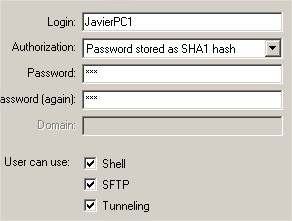 Login: JavierPC1
Authorization: Password stored as SHA1 hash
Password: ***
assword (again): ***
Domain:
User can use: Shell
SFTP
Tunneling